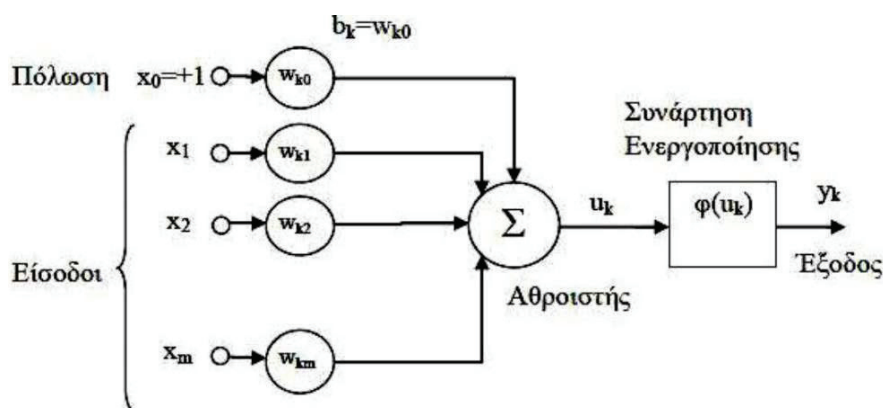 bₖ=wₖ₀
Πόλωση x₀=+1 wₖ₀
Συνάρτηση
Ενεργοποίησης
x₁ wₖ₁
x₂ wₖ₂ Σ uₖ φ(uₖ) yₖ
Είσοδοι
Αθροιστής
Έξοδος
xₘ wₖₘ